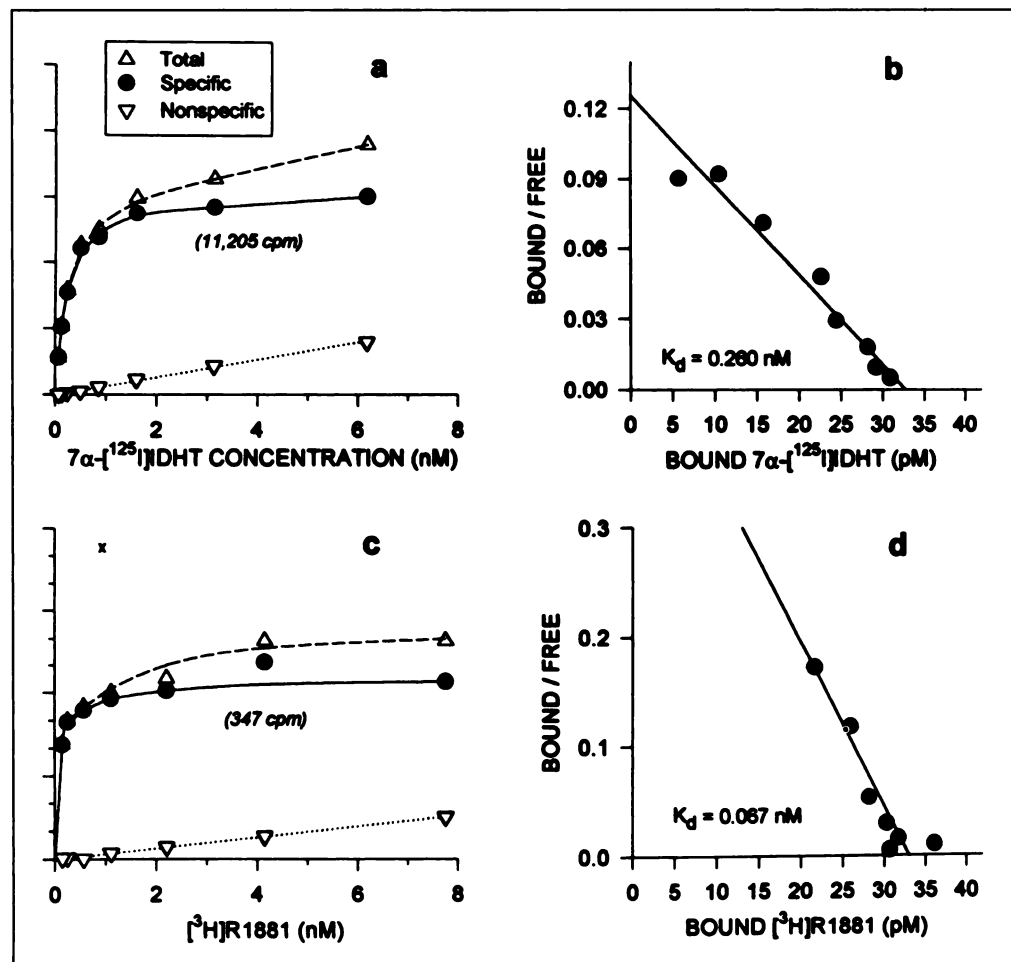 Total
Specific
Nonspecific
a
(11,205 cpm)
0 2 4 6 8
7α-[¹²⁵I]IDHT CONCENTRATION (nM)
b
BOUND / FREE
0.12
0.09
0.06
0.03
0.00
K_d = 0.260 nM
0 5 10 15 20 25 30 35 40
BOUND 7α-[¹²⁵I]IDHT (pM)
x
c
(347 cpm)
0 2 4 6 8
[³H]R1881 (nM)
d
BOUND / FREE
0.3
0.2
0.1
0.0
K_d = 0.067 nM
0 5 10 15 20 25 30 35 40
BOUND [³H]R1881 (pM)